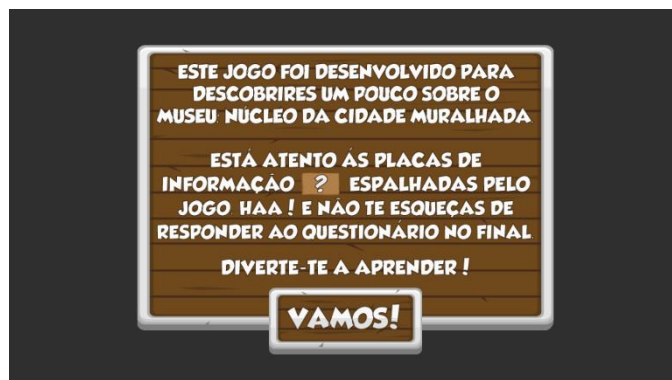 ESTE JOGO FOI DESENVOLVIDO PARA
DESCOBRIRES UM POUCO SOBRE O
MUSEU NÚCLEO DA CIDADE MURALHADA
ESTÁ ATENTO ÁS PLACAS DE
INFORMAÇÃO ? ESPALHADAS PELO
JOGO HAA! E NÃO TE ESQUEÇAS DE
RESPONDER AO QUESTIONÁRIO NO FINAL
DIVERTE-TE A APRENDER!
VAMOS!